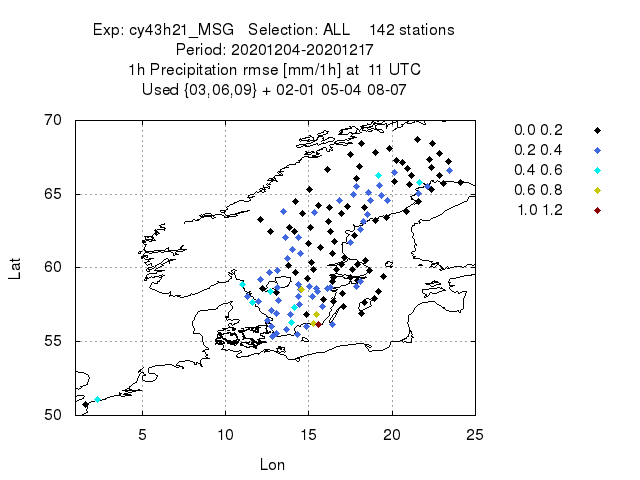 Exp: cy43h21_MSG Selection: ALL 142 stations
Period: 20201204-20201217
1h Precipitation rmse [mm/1h] at 11 UTC
Used {03,06,09} + 02-01 05-04 08-07
70
65
60
55
50
Lat
5 10 15 20 25
Lon
0.0 0.2
0.2 0.4
0.4 0.6
0.6 0.8
1.0 1.2